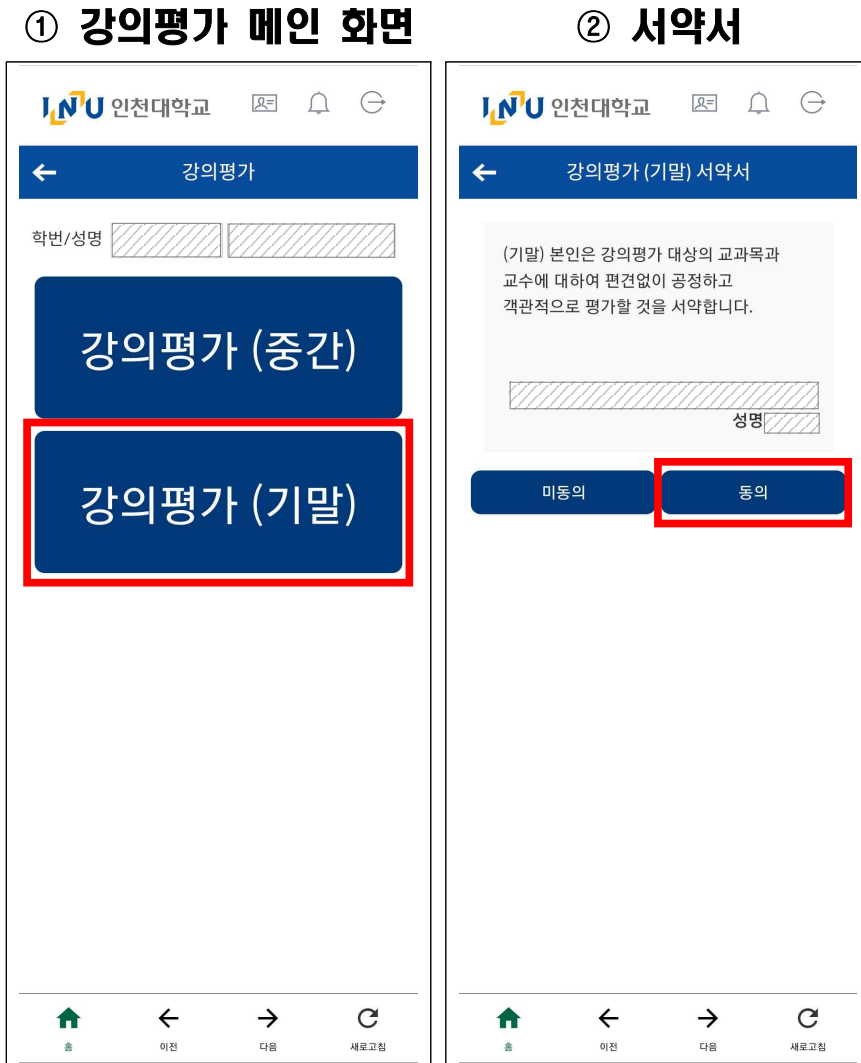 ① 강의평가 메인 화면
INU 인천대학교
강의평가
학번/성명
강의평가 (중간)
강의평가 (기말)
홈 이전 다음 새로고침
② 서약서
INU 인천대학교
강의평가 (기말) 서약서
(기말) 본인은 강의평가 대상의 교과목과
교수에 대하여 편견없이 공정하고
객관적으로 평가할 것을 서약합니다.
성명
미동의 동의
홈 이전 다음 새로고침